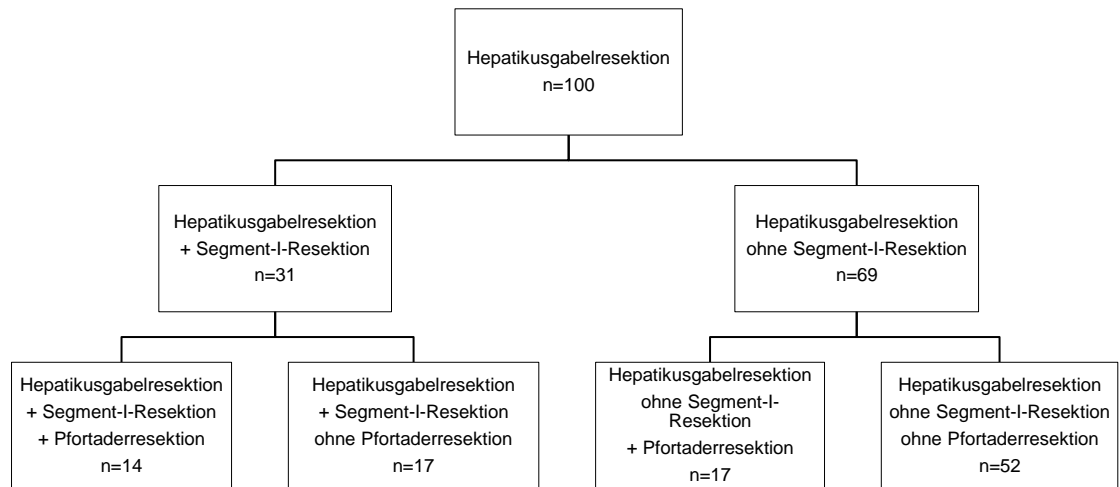 Hepatikusgabelresektion
n=100
Hepatikusgabelresektion
+ Segment-I-Resektion
n=31
Hepatikusgabelresektion
ohne Segment-I-Resektion
n=69
Hepatikusgabelresektion
+ Segment-I-Resektion
+ Pfortaderresektion
n=14
Hepatikusgabelresektion
+ Segment-I-Resektion
ohne Pfortaderresektion
n=17
Hepatikusgabelresektion
ohne Segment-I-
Resektion
+ Pfortaderresektion
n=17
Hepatikusgabelresektion
ohne Segment-I-Resektion
ohne Pfortaderresektion
n=52